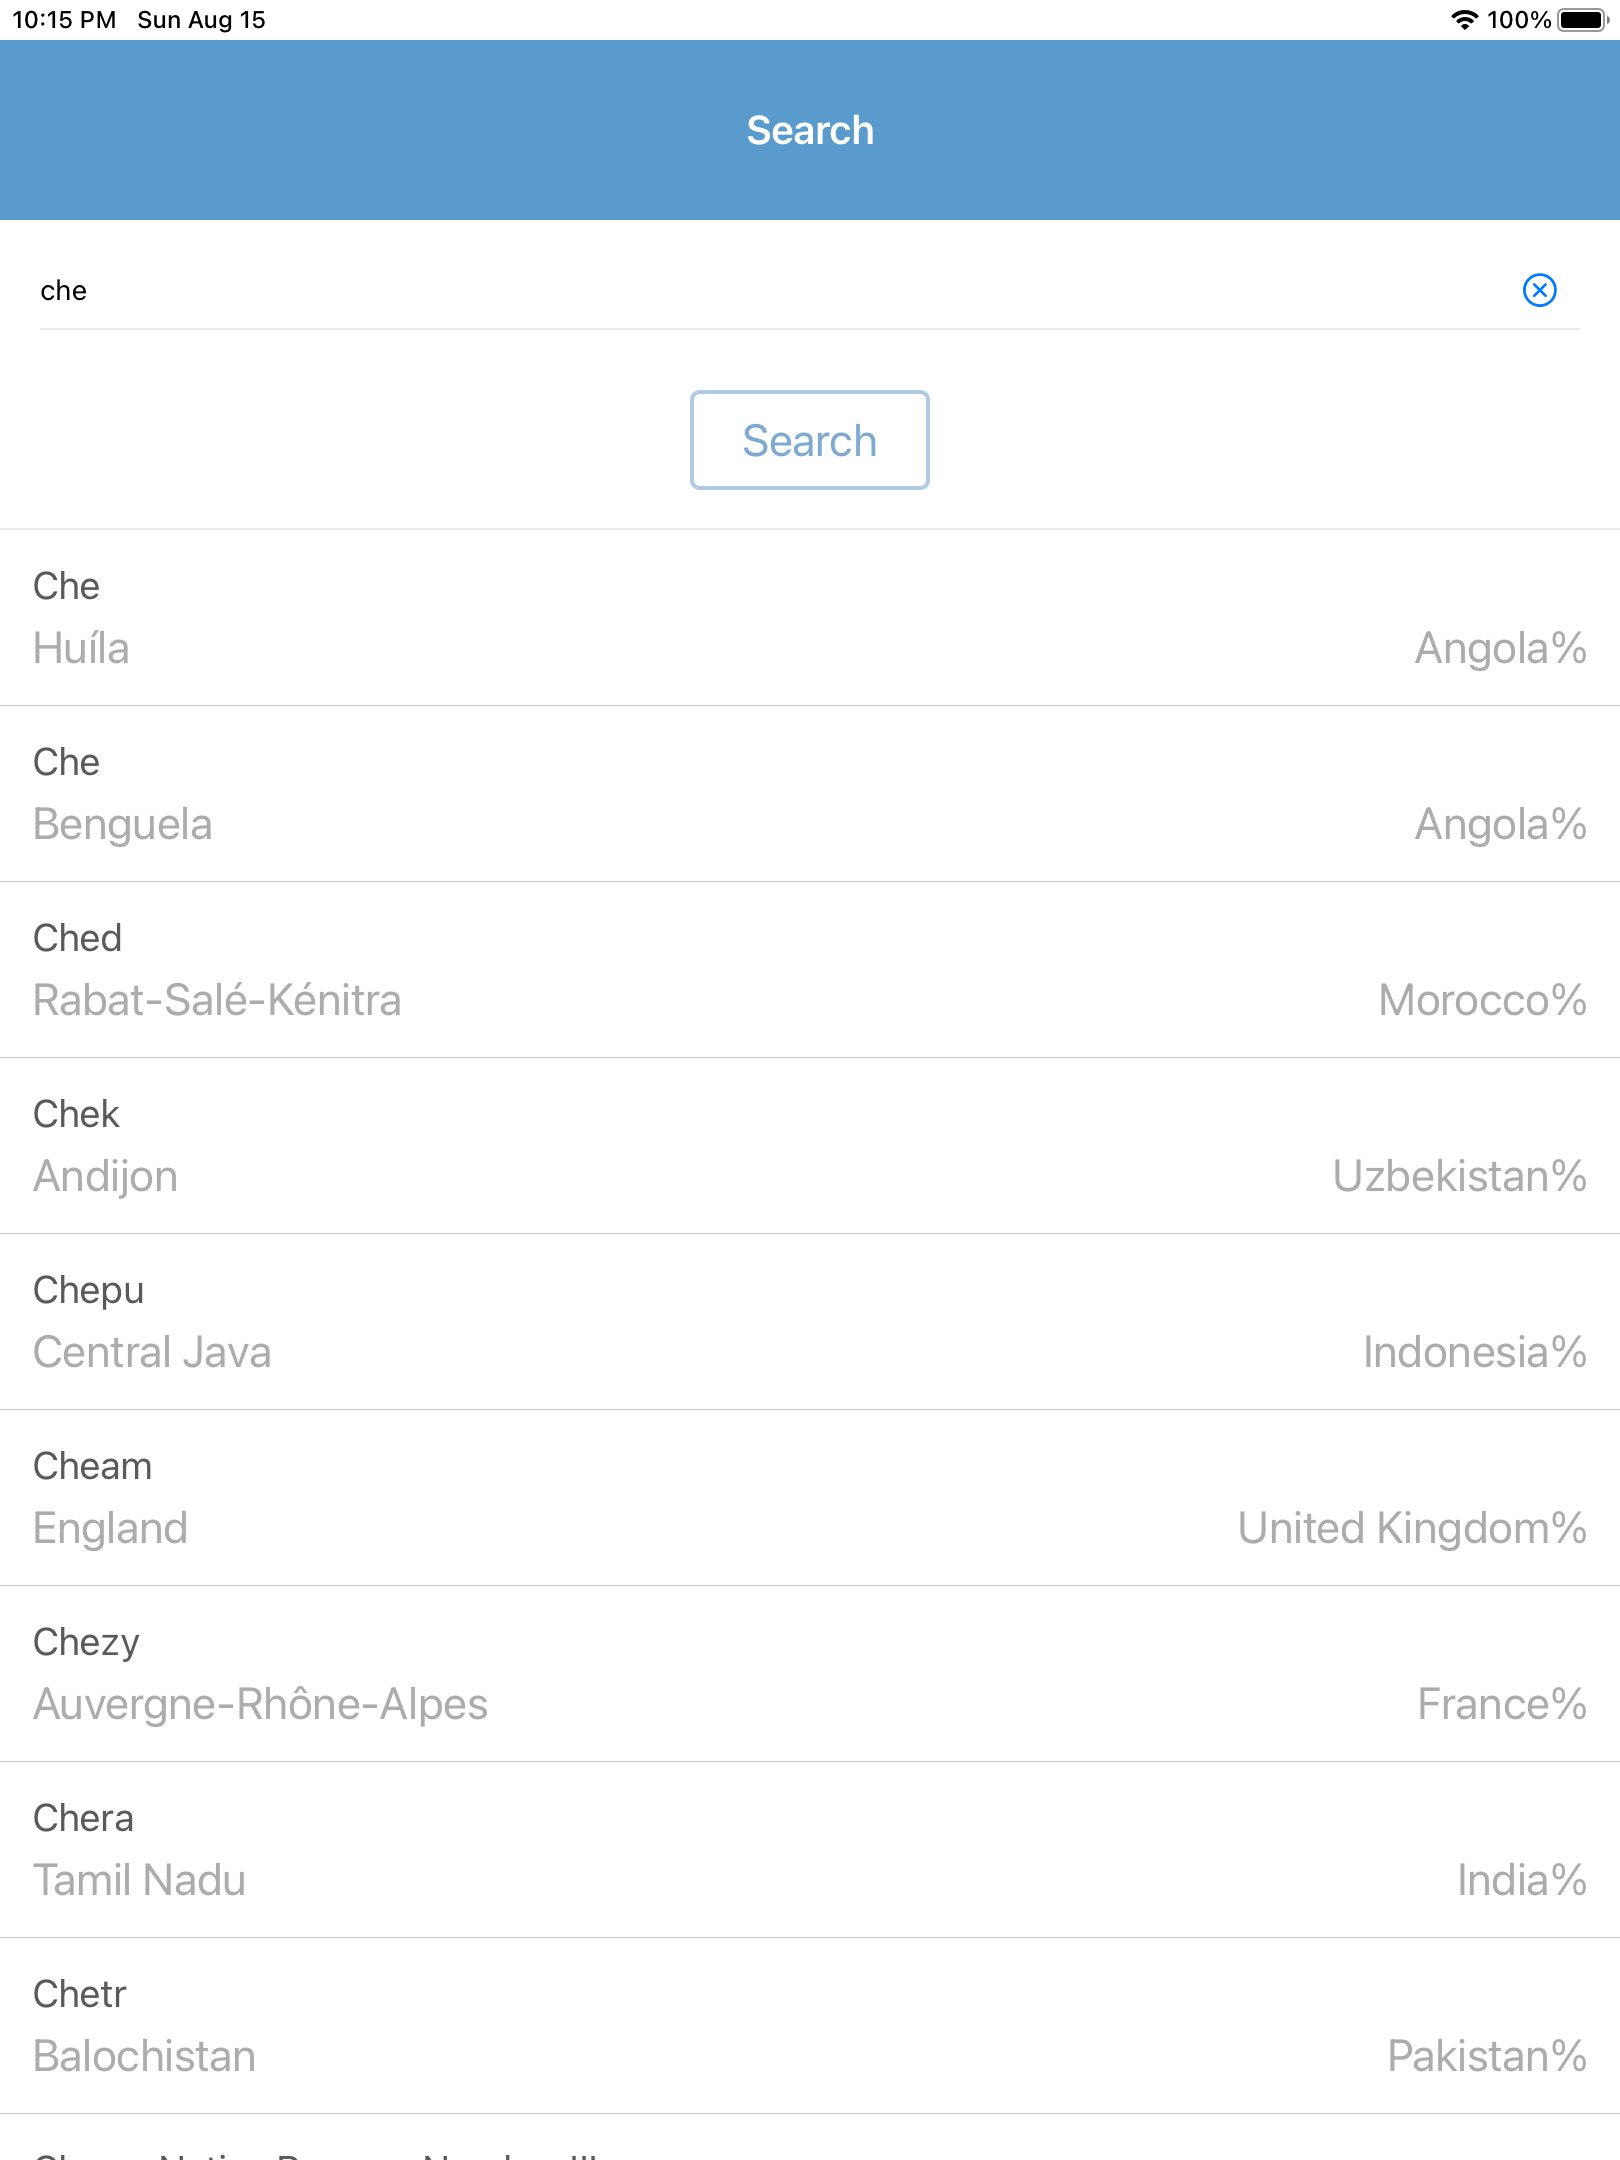 10:15 PM Sun Aug 15 100%
Search
che
Search
Che
Huíla Angola%
Che
Benguela Angola%
Ched
Rabat-Salé-Kénitra Morocco%
Chek
Andijon Uzbekistan%
Chepu
Central Java Indonesia%
Cheam
England United Kingdom%
Chezy
Auvergne-Rhône-Alpes France%
Chera
Tamil Nadu India%
Chetr
Balochistan Pakistan%